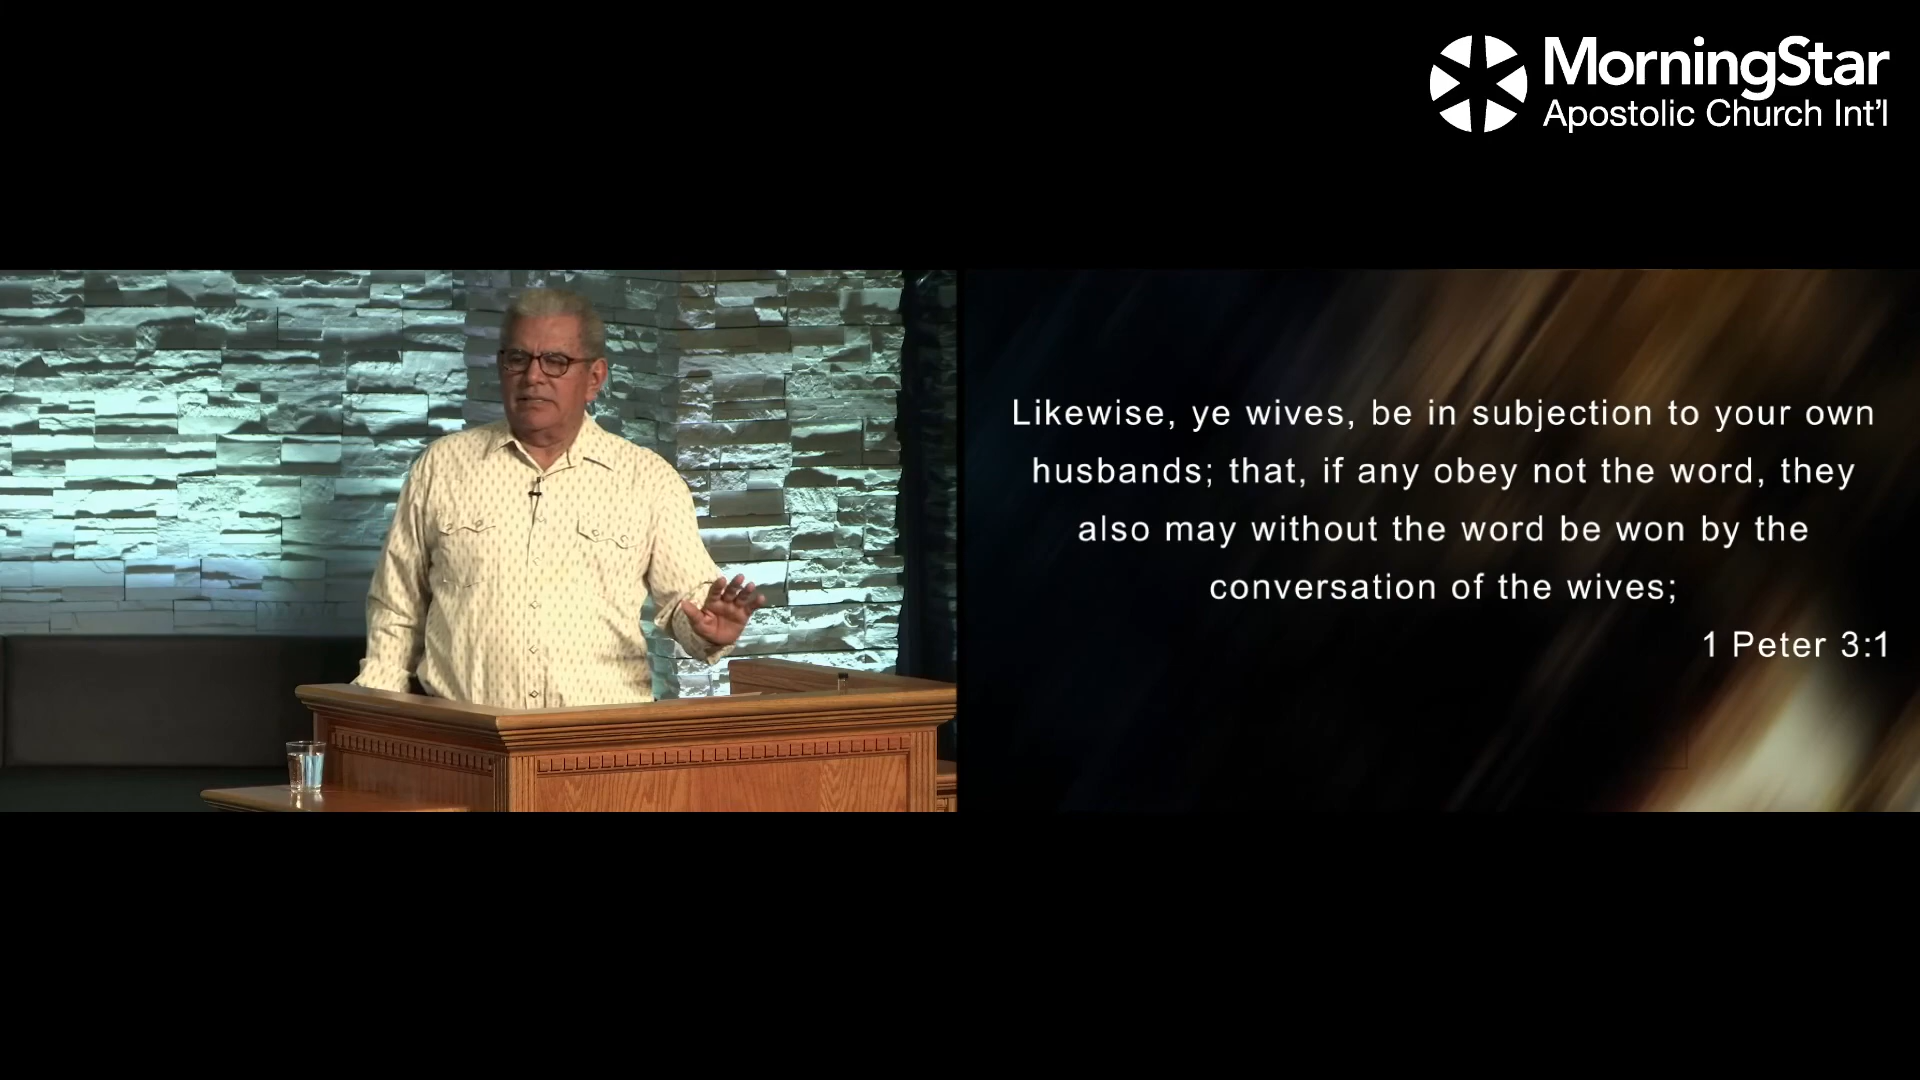 MorningStar
Apostolic Church Int'l
Likewise, ye wives, be in subjection to your own
husbands; that, if any obey not the word, they
also may without the word be won by the
conversation of the wives;
1 Peter 3:1